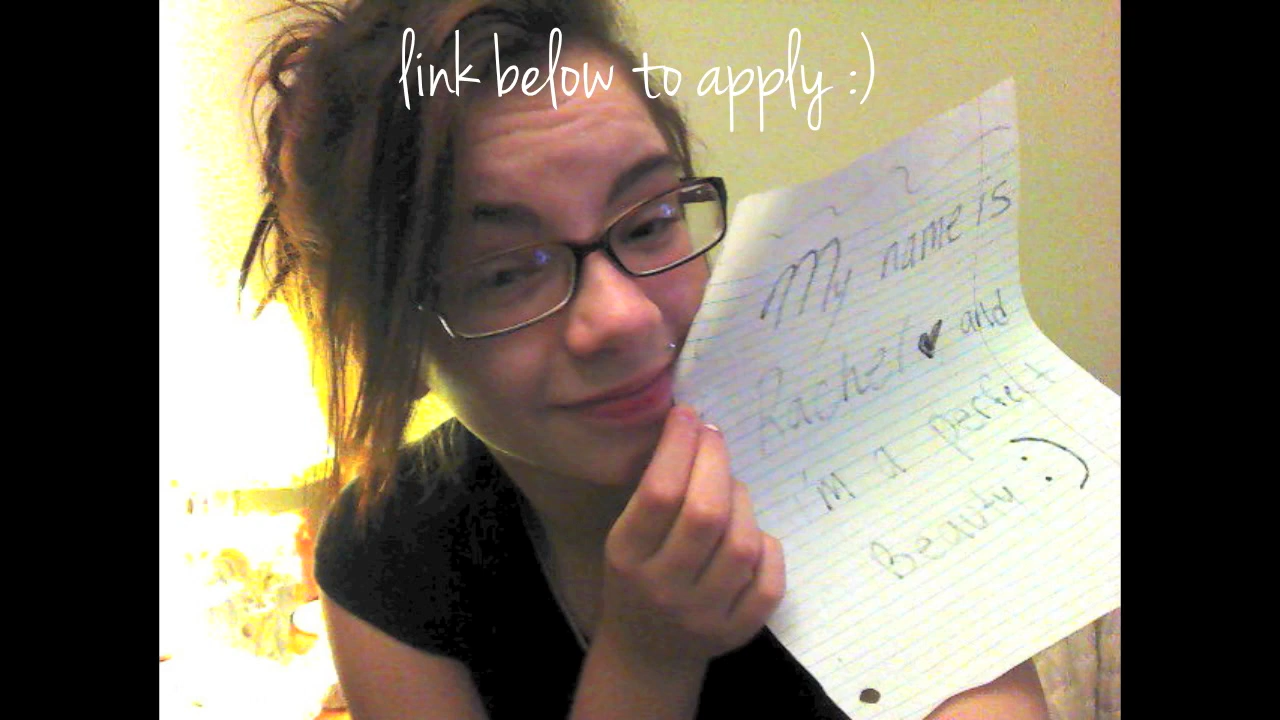 link below to apply :)
My name is
Rachel ♥ and
I'm a perfect
Beauty :)